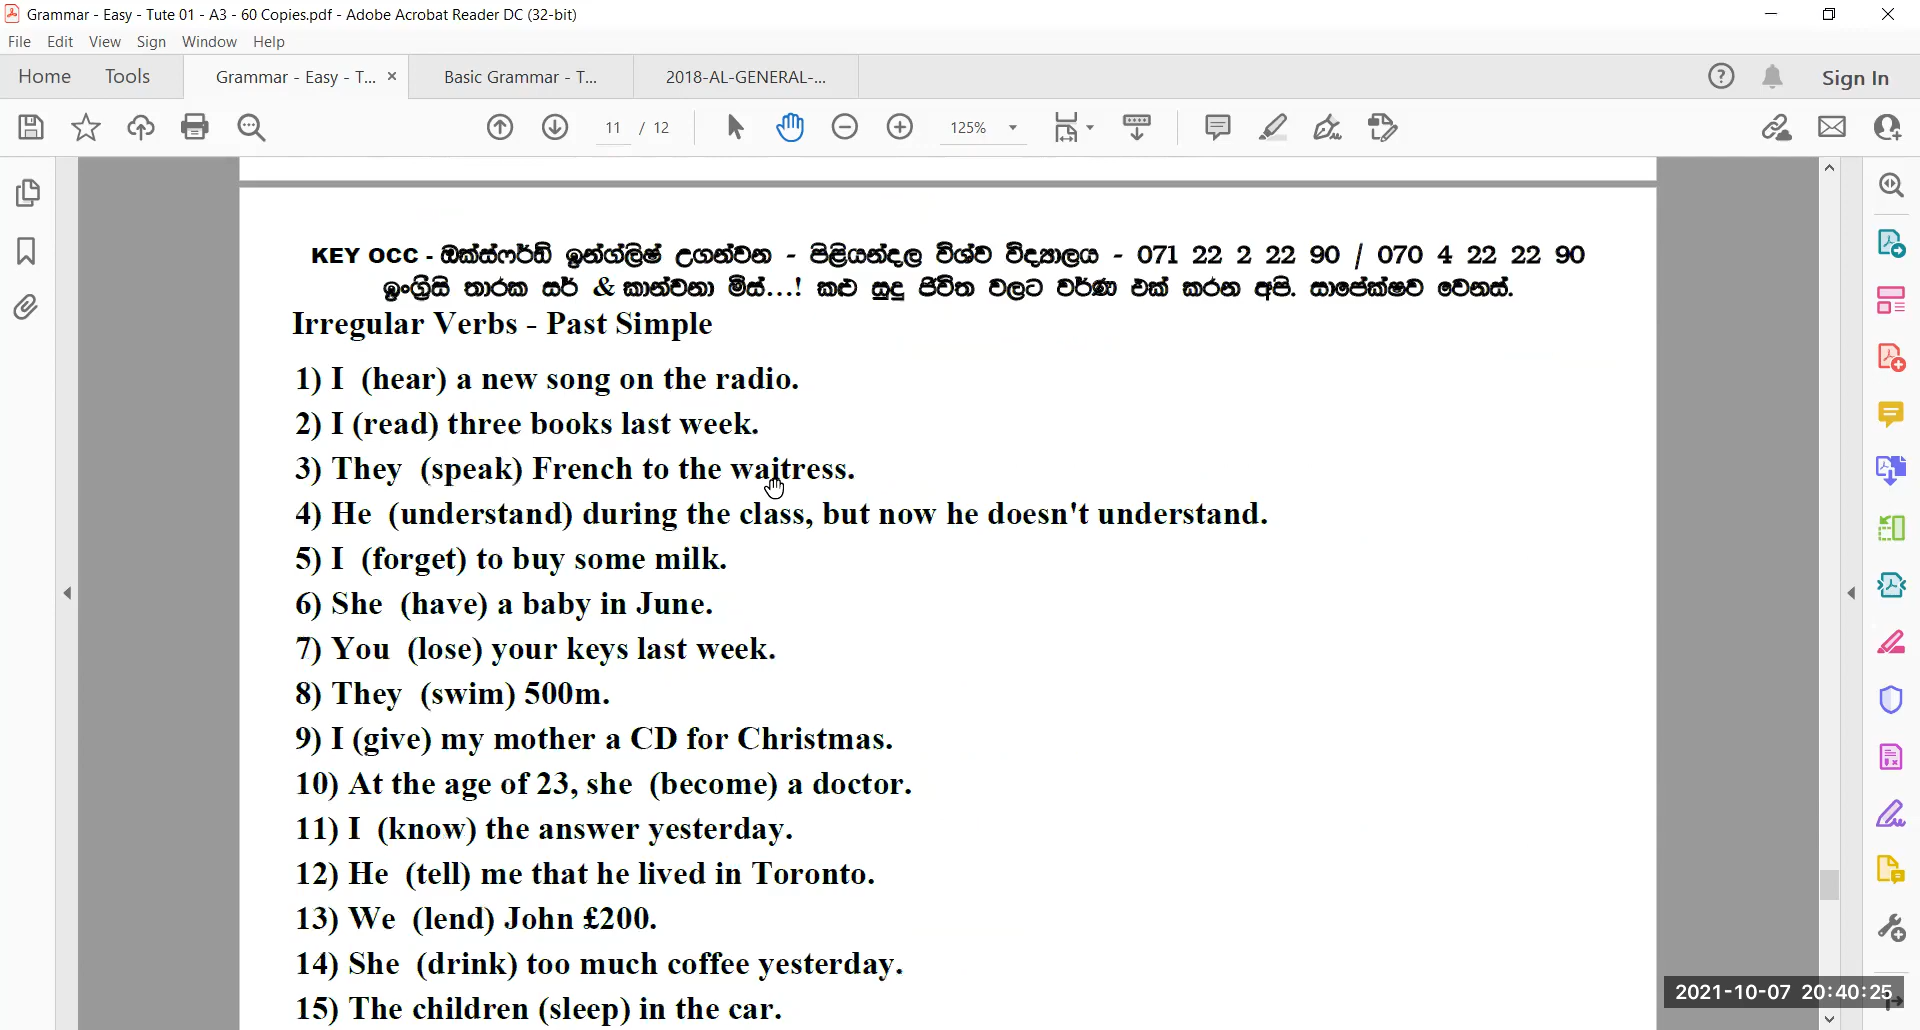 Grammar - Easy - Tute 01 - A3 - 60 Copies.pdf - Adobe Acrobat Reader DC (32-bit)
File Edit View Sign Window Help
Home Tools Grammar - Easy - T... × Basic Grammar - T... 2018-AL-GENERAL-... Sign In
11 / 12 125%
KEY OCC - ඔක්ස්ෆර්ඩ් ඉන්ග්ලිෂ් උගන්වන - පිළියන්දල විශ්ව විද්‍යාලය - 071 22 2 22 90 / 070 4 22 22 90
ඉංග්‍රීසි තාරක සර් & කාන්චනා මිස්...! කළු සුදු ජීවිත වලට වර්ණ එක් කරන අපි. සාපේක්ෂව වෙනස්.
Irregular Verbs - Past Simple
1) I (hear) a new song on the radio.
2) I (read) three books last week.
3) They (speak) French to the waitress.
4) He (understand) during the class, but now he doesn't understand.
5) I (forget) to buy some milk.
6) She (have) a baby in June.
7) You (lose) your keys last week.
8) They (swim) 500m.
9) I (give) my mother a CD for Christmas.
10) At the age of 23, she (become) a doctor.
11) I (know) the answer yesterday.
12) He (tell) me that he lived in Toronto.
13) We (lend) John £200.
14) She (drink) too much coffee yesterday.
15) The children (sleep) in the car.
2021-10-07 20:40:25